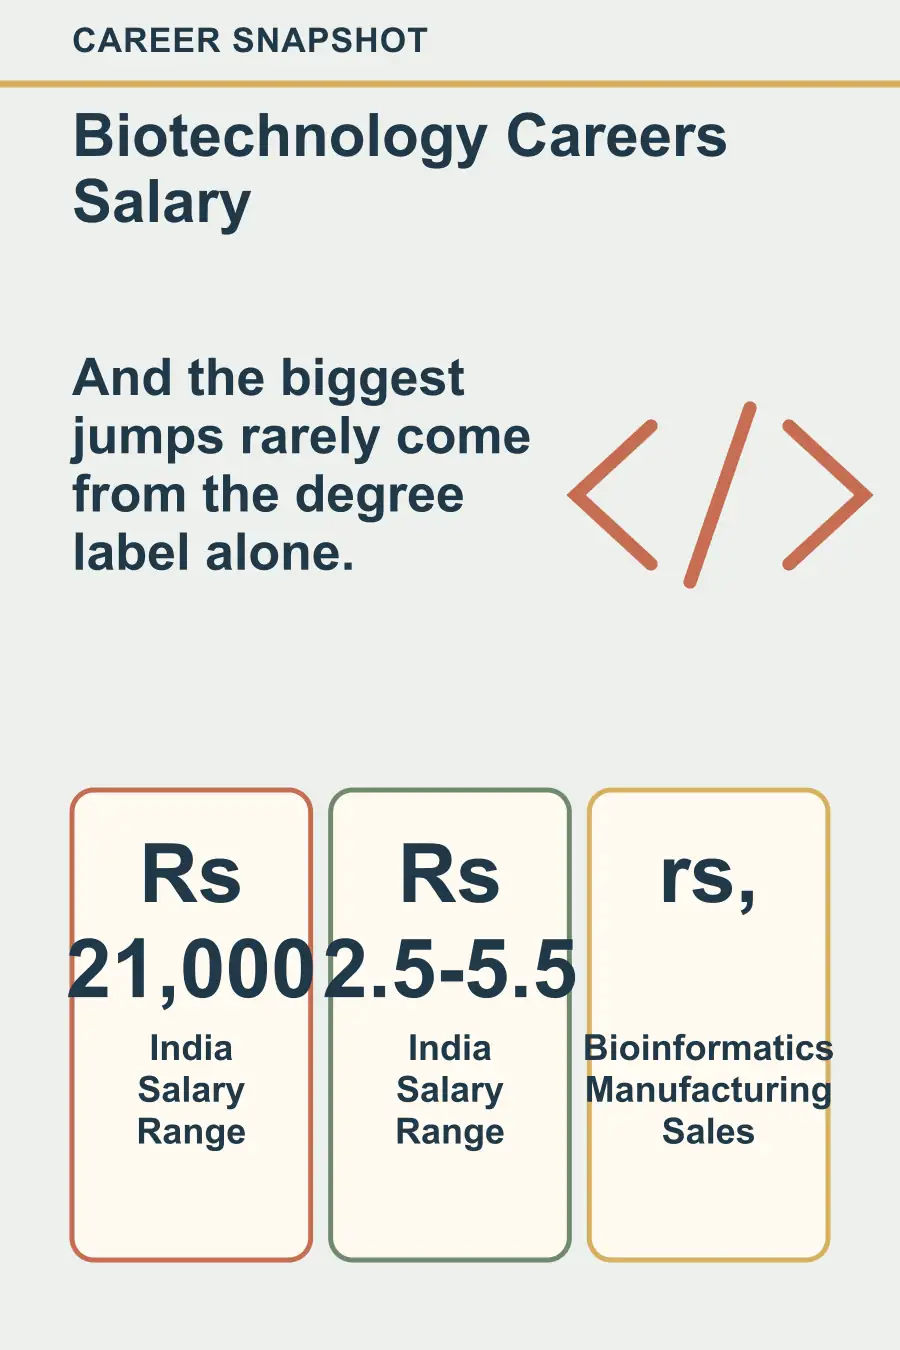 CAREER SNAPSHOT
Biotechnology Careers
Salary
And the biggest
jumps rarely come
from the degree
label alone.
Rs
21,000
India
Salary
Range
Rs
2.5-5.5
India
Salary
Range
rs,
Bioinformatics
Manufacturing
Sales